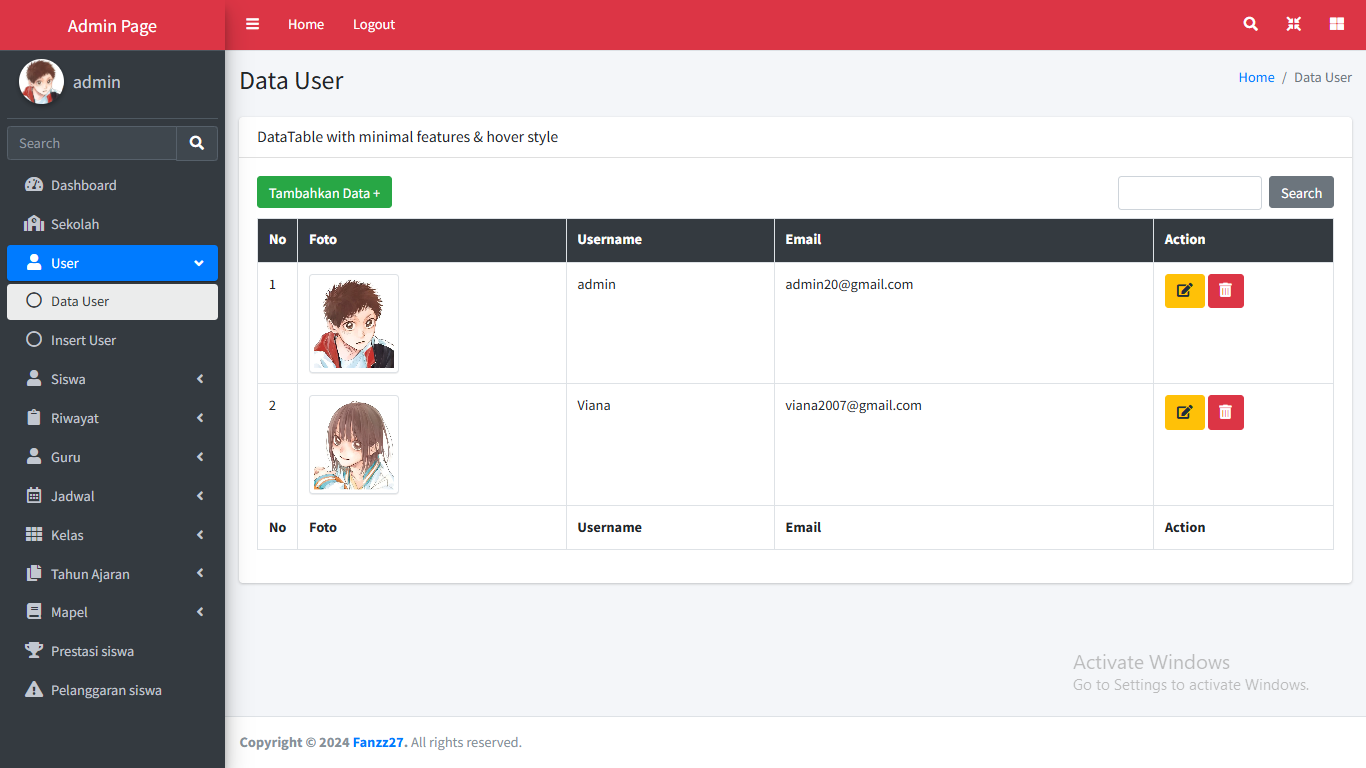 Admin Page
Home Logout
admin
Search
Dashboard
Sekolah
User
Data User
Insert User
Siswa
Riwayat
Guru
Jadwal
Kelas
Tahun Ajaran
Mapel
Prestasi siswa
Pelanggaran siswa
Data User
Home / Data User
DataTable with minimal features & hover style
Tambahkan Data + Search
No Foto Username Email Action
1 admin admin20@gmail.com
2 Viana viana2007@gmail.com
No Foto Username Email Action
Activate Windows
Go to Settings to activate Windows.
Copyright © 2024 Fanzz27. All rights reserved.